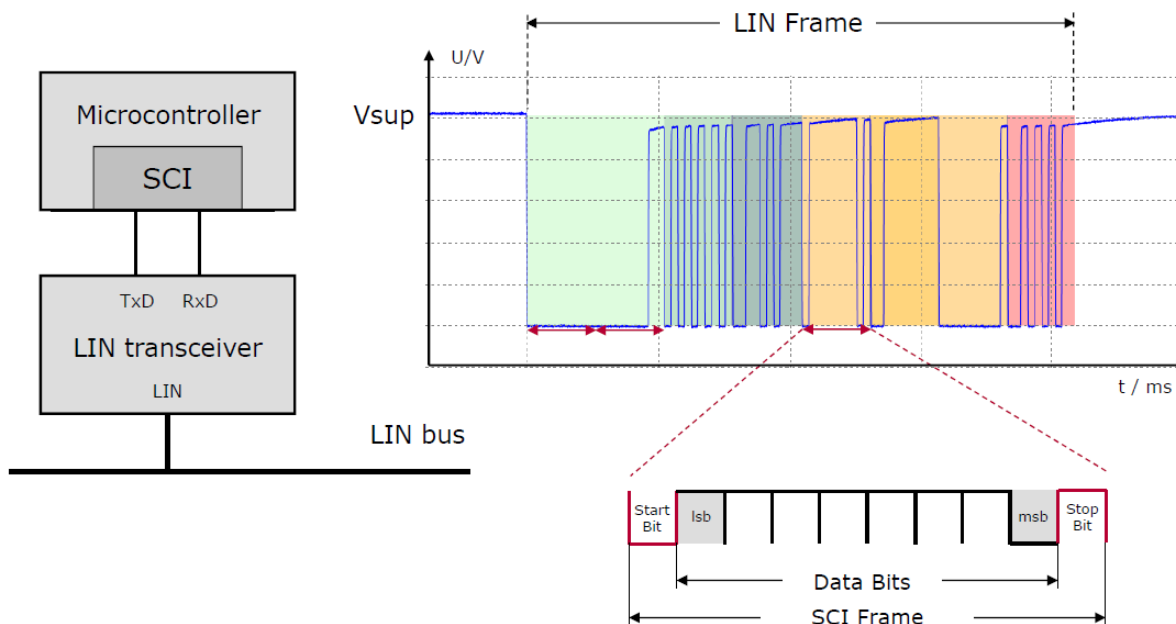 LIN Frame
U/V
Vsup
t / ms
Microcontroller
SCI
TxD RxD
LIN transceiver
LIN
LIN bus
Start
Bit
lsb
msb
Stop
Bit
Data Bits
SCI Frame